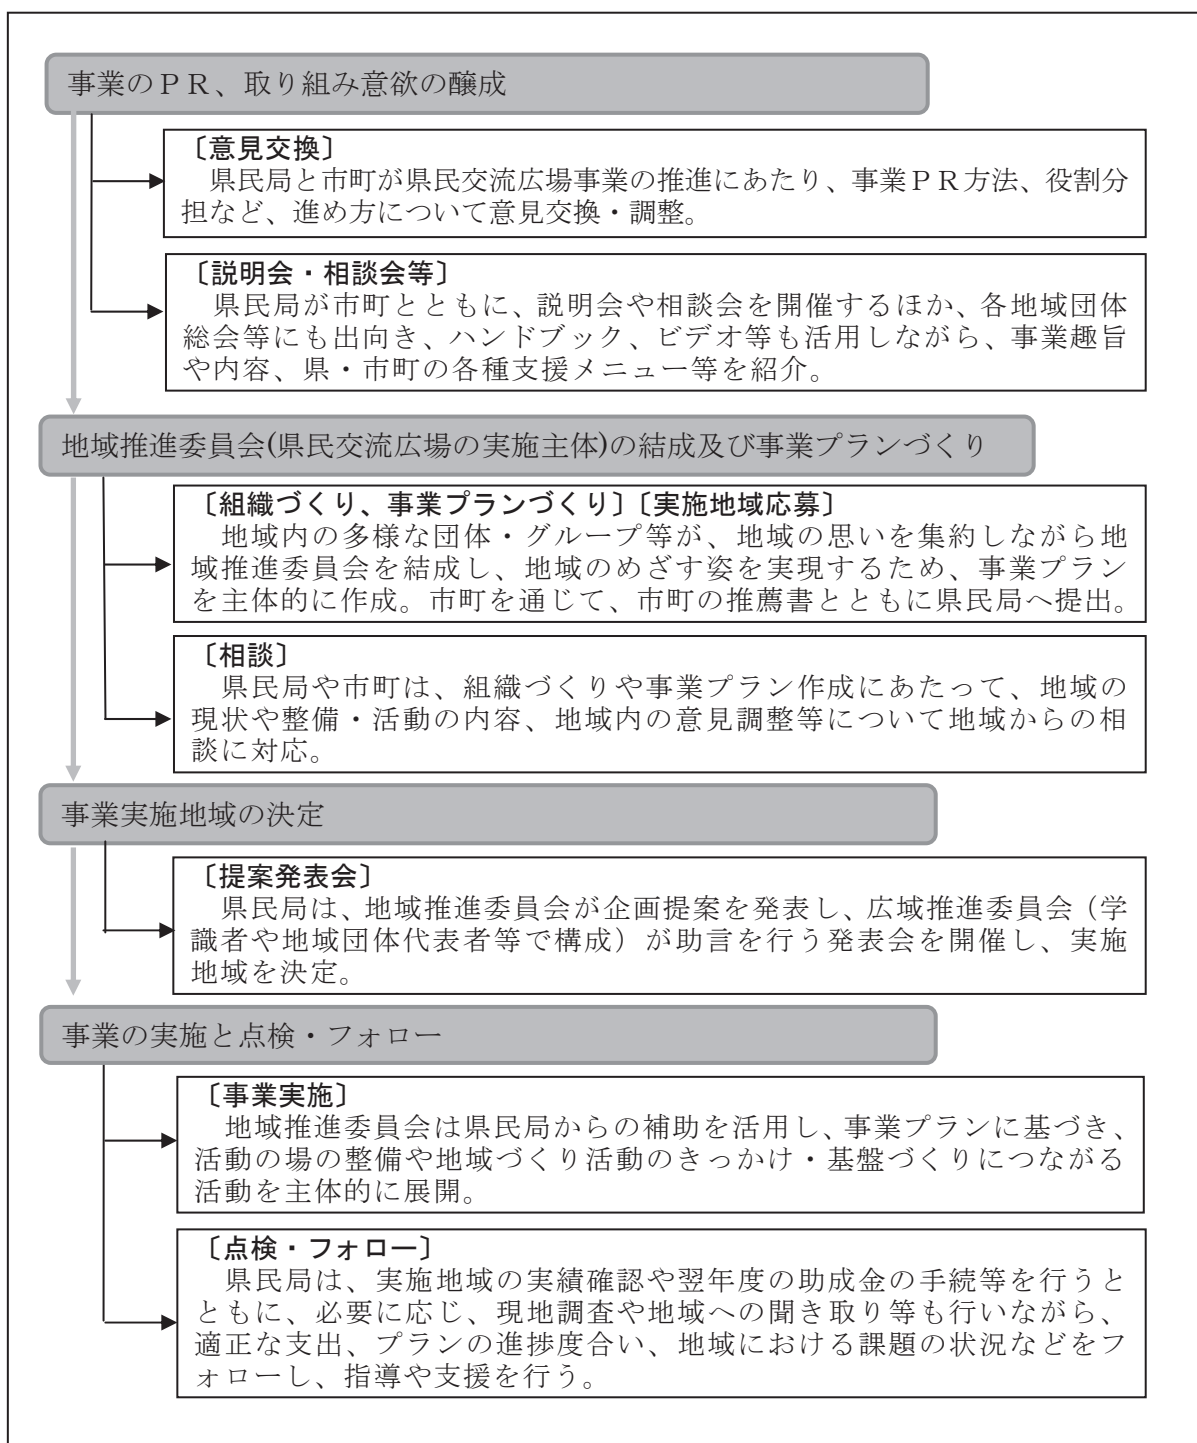 事業のＰＲ、取り組み意欲の醸成
〔意見交換〕
県民局と市町が県民交流広場事業の推進にあたり、事業ＰＲ方法、役割分
担など、進め方について意見交換・調整。
〔説明会・相談会等〕
県民局が市町とともに、説明会や相談会を開催するほか、各地域団体
総会等にも出向き、ハンドブック、ビデオ等も活用しながら、事業趣旨
や内容、県・市町の各種支援メニュー等を紹介。
地域推進委員会(県民交流広場の実施主体)の結成及び事業プランづくり
〔組織づくり、事業プランづくり〕〔実施地域応募〕
地域内の多様な団体・グループ等が、地域の思いを集約しながら地
域推進委員会を結成し、地域のめざす姿を実現するため、事業プラン
を主体的に作成。市町を通じて、市町の推薦書とともに県民局へ提出。
〔相談〕
県民局や市町は、組織づくりや事業プラン作成にあたって、地域の
現状や整備・活動の内容、地域内の意見調整等について地域からの相
談に対応。
事業実施地域の決定
〔提案発表会〕
県民局は、地域推進委員会が企画提案を発表し、広域推進委員会（学
識者や地域団体代表者等で構成）が助言を行う発表会を開催し、実施
地域を決定。
事業の実施と点検・フォロー
〔事業実施〕
地域推進委員会は県民局からの補助を活用し、事業プランに基づき、
活動の場の整備や地域づくり活動のきっかけ・基盤づくりにつながる
活動を主体的に展開。
〔点検・フォロー〕
県民局は、実施地域の実績確認や翌年度の助成金の手続等を行うと
ともに、必要に応じ、現地調査や地域への聞き取り等も行いながら、
適正な支出、プランの進捗度合い、地域における課題の状況などをフ
ォローし、指導や支援を行う。